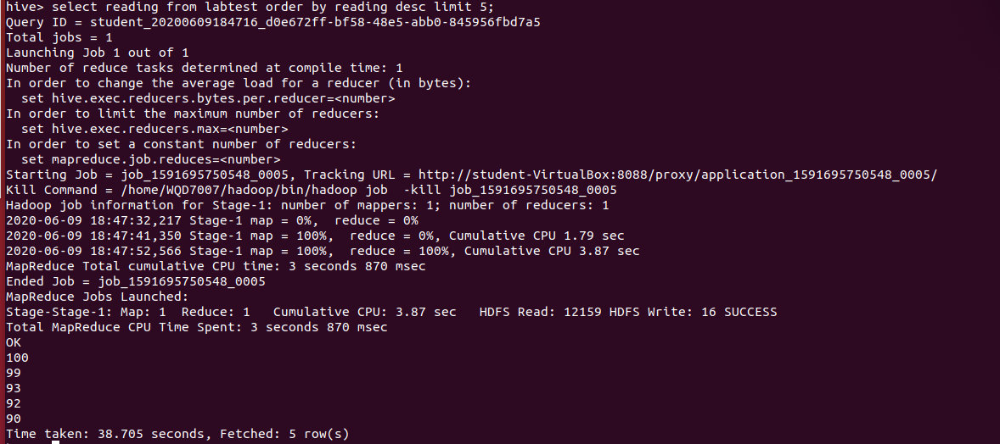 hive> select reading from labtest order by reading desc limit 5;
Query ID = student_20200609184716_d0e672ff-bf58-48e5-abb0-845956fbd7a5
Total jobs = 1
Launching Job 1 out of 1
Number of reduce tasks determined at compile time: 1
In order to change the average load for a reducer (in bytes):
  set hive.exec.reducers.bytes.per.reducer=<number>
In order to limit the maximum number of reducers:
  set hive.exec.reducers.max=<number>
In order to set a constant number of reducers:
  set mapreduce.job.reduces=<number>
Starting Job = job_1591695750548_0005, Tracking URL = http://student-VirtualBox:8088/proxy/application_1591695750548_0005/
Kill Command = /home/WQD7007/hadoop/bin/hadoop job  -kill job_1591695750548_0005
Hadoop job information for Stage-1: number of mappers: 1; number of reducers: 1
2020-06-09 18:47:32,217 Stage-1 map = 0%,  reduce = 0%
2020-06-09 18:47:41,350 Stage-1 map = 100%,  reduce = 0%, Cumulative CPU 1.79 sec
2020-06-09 18:47:52,566 Stage-1 map = 100%,  reduce = 100%, Cumulative CPU 3.87 sec
MapReduce Total cumulative CPU time: 3 seconds 870 msec
Ended Job = job_1591695750548_0005
MapReduce Jobs Launched:
Stage-Stage-1: Map: 1  Reduce: 1   Cumulative CPU: 3.87 sec   HDFS Read: 12159 HDFS Write: 16 SUCCESS
Total MapReduce CPU Time Spent: 3 seconds 870 msec
OK
100
99
93
92
90
Time taken: 38.705 seconds, Fetched: 5 row(s)